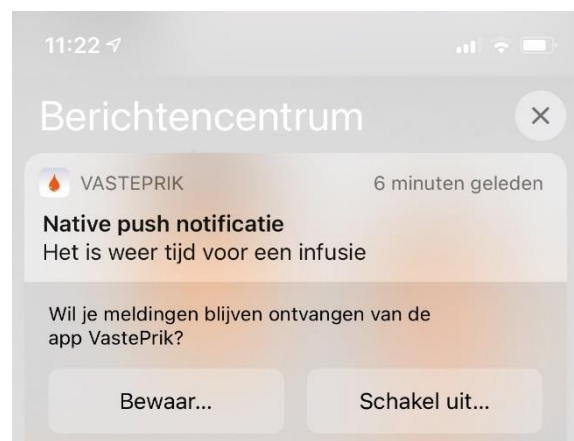 11:22
Berichtencentrum
VASTEPRIK 6 minuten geleden
Native push notificatie
Het is weer tijd voor een infusie
Wil je meldingen blijven ontvangen van de
app VastePrik?
Bewaar... Schakel uit...